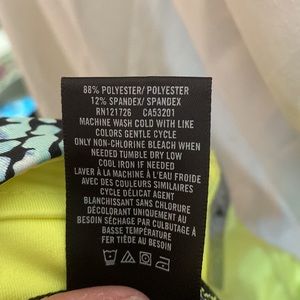 88% POLYESTER/ POLYESTER
12% SPANDEX/ SPANDEX
RN121726 CA53201
MACHINE WASH COLD WITH LIKE
COLORS GENTLE CYCLE
ONLY NON-CHLORINE BLEACH WHEN
NEEDED TUMBLE DRY LOW
COOL IRON IF NEEDED
LAVER À LA MACHINE À L'EAU FROIDE
AVEC DES COULEURS SIMILAIRES
CYCLE DÉLICAT AGENT
BLANCHISSANT SANS CHLORURE
DÉCOLORANT UNIQUEMENT AU
BESOIN SÉCHAGE PAR CULBUTAGE À
BASSE TEMPÉRATURE
FER TIÈDE AU BESOIN